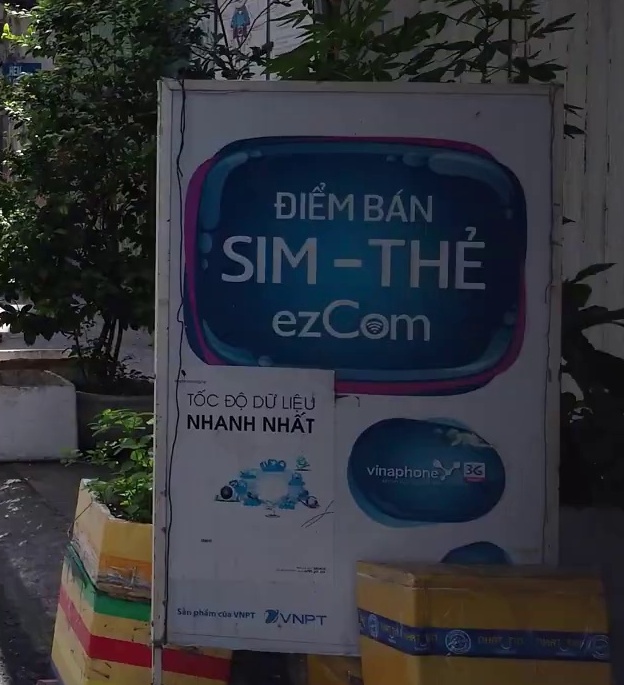 ĐIỂM BÁN
SIM - THẺ
ezCom
TỐC ĐỘ DỮ LIỆU
NHANH NHẤT
vinaphone 3G
Sản phẩm của VNPT VNPT